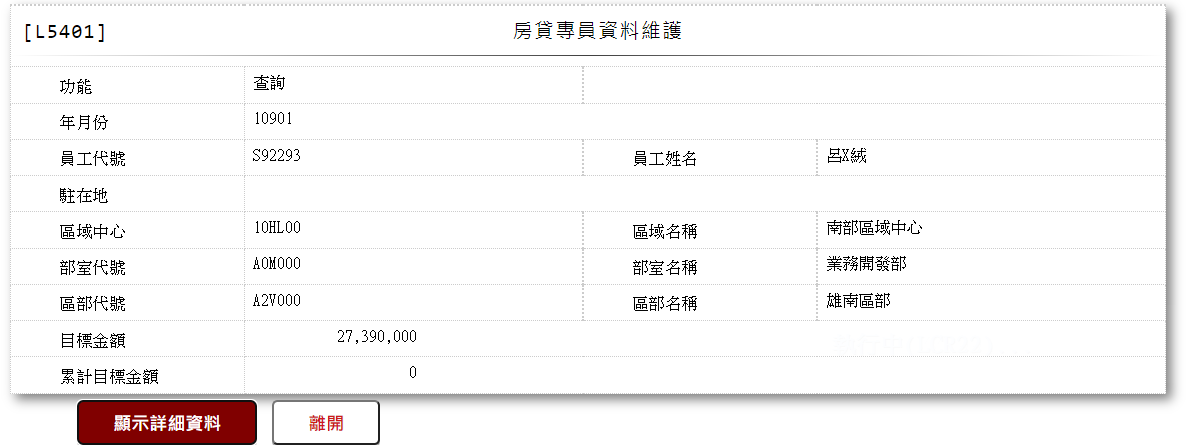 [L5401] 房貸專員資料維護
功能 查詢
年月份 10901
員工代號 S92293 員工姓名 呂X絨
駐在地
區域中心 10HL00 區域名稱 南部區域中心
部室代號 A0M000 部室名稱 業務開發部
區部代號 A2V000 區部名稱 雄南區部
目標金額 27,390,000
累計目標金額 0
顯示詳細資料 離開